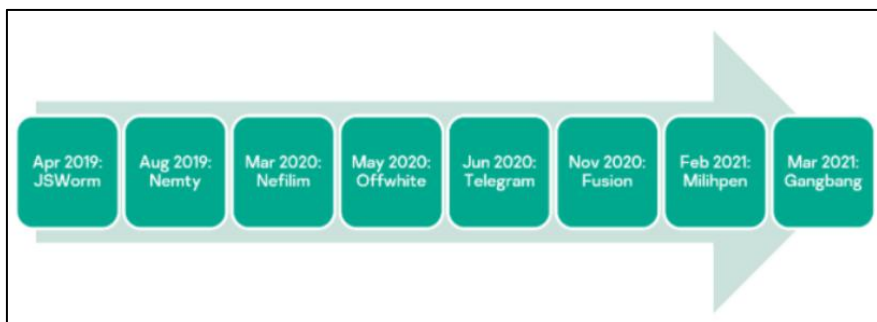 Apr 2019:
JSWorm
Aug 2019:
Nemty
Mar 2020:
Nefilim
May 2020:
Offwhite
Jun 2020:
Telegram
Nov 2020:
Fusion
Feb 2021:
Milihpen
Mar 2021:
Gangbang